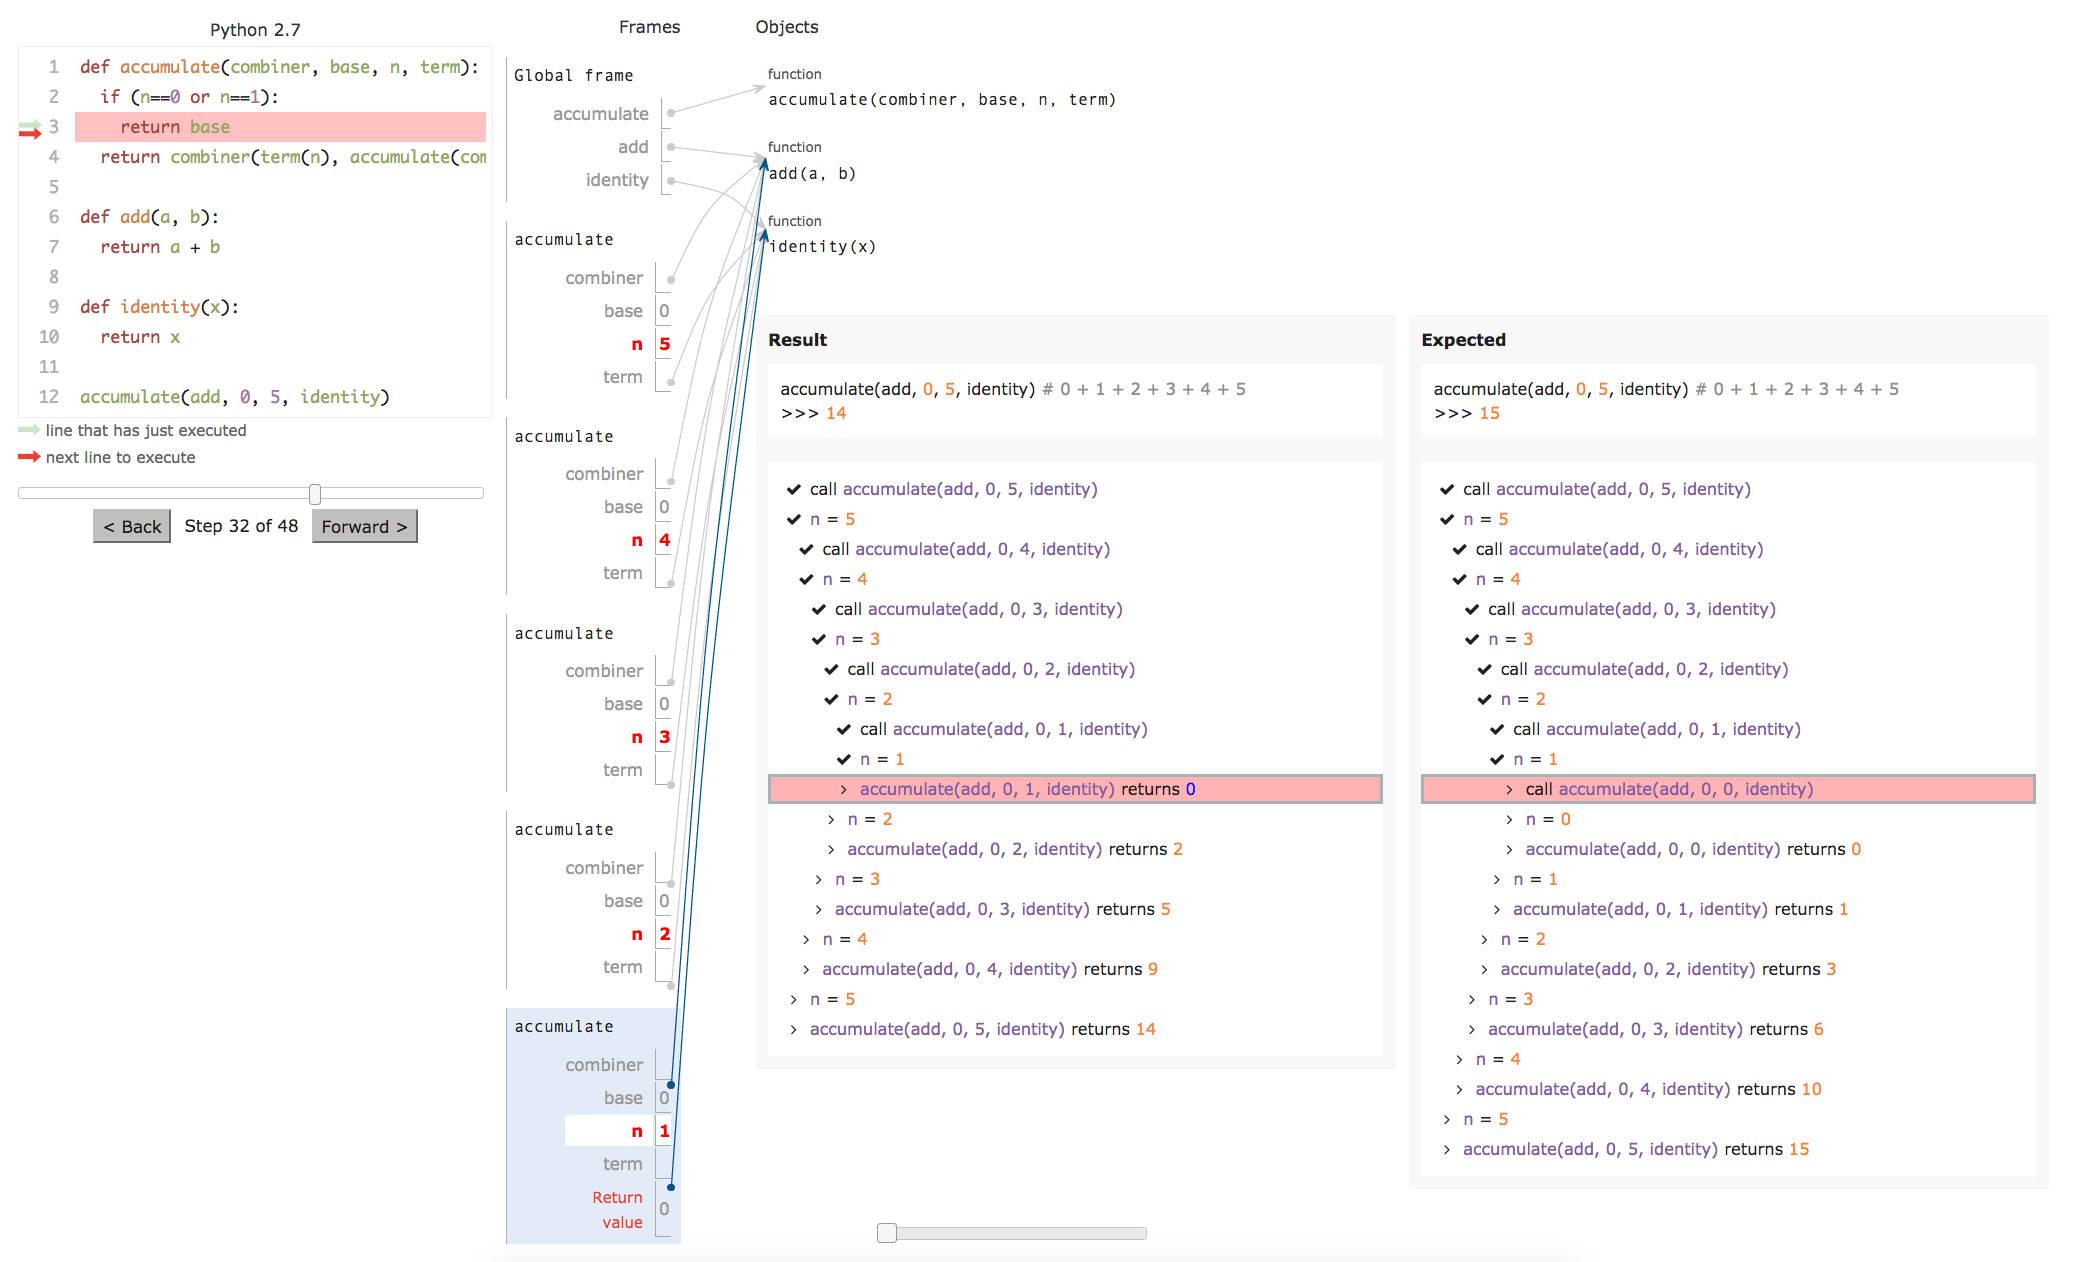 Python 2.7
1 def accumulate(combiner, base, n, term):
2 if (n==0 or n==1):
3 return base
4 return combiner(term(n), accumulate(com
5
6 def add(a, b):
7 return a + b
8
9 def identity(x):
10 return x
11
12 accumulate(add, 0, 5, identity)
line that has just executed
next line to execute
< Back Step 32 of 48 Forward >
Frames Objects
Global frame
accumulate
add
identity
function
accumulate(combiner, base, n, term)
function
add(a, b)
function
identity(x)
accumulate
combiner
base 0
n 5
term
accumulate
combiner
base 0
n 4
term
accumulate
combiner
base 0
n 3
term
accumulate
combiner
base 0
n 2
term
accumulate
combiner
base 0
n 1
term
Return
value 0
Result
accumulate(add, 0, 5, identity) # 0 + 1 + 2 + 3 + 4 + 5
>>> 14
call accumulate(add, 0, 5, identity)
n = 5
call accumulate(add, 0, 4, identity)
n = 4
call accumulate(add, 0, 3, identity)
n = 3
call accumulate(add, 0, 2, identity)
n = 2
call accumulate(add, 0, 1, identity)
n = 1
accumulate(add, 0, 1, identity) returns 0
n = 2
accumulate(add, 0, 2, identity) returns 2
n = 3
accumulate(add, 0, 3, identity) returns 5
n = 4
accumulate(add, 0, 4, identity) returns 9
n = 5
accumulate(add, 0, 5, identity) returns 14
Expected
accumulate(add, 0, 5, identity) # 0 + 1 + 2 + 3 + 4 + 5
>>> 15
call accumulate(add, 0, 5, identity)
n = 5
call accumulate(add, 0, 4, identity)
n = 4
call accumulate(add, 0, 3, identity)
n = 3
call accumulate(add, 0, 2, identity)
n = 2
call accumulate(add, 0, 1, identity)
n = 1
call accumulate(add, 0, 0, identity)
n = 0
accumulate(add, 0, 0, identity) returns 0
n = 1
accumulate(add, 0, 1, identity) returns 1
n = 2
accumulate(add, 0, 2, identity) returns 3
n = 3
accumulate(add, 0, 3, identity) returns 6
n = 4
accumulate(add, 0, 4, identity) returns 10
n = 5
accumulate(add, 0, 5, identity) returns 15